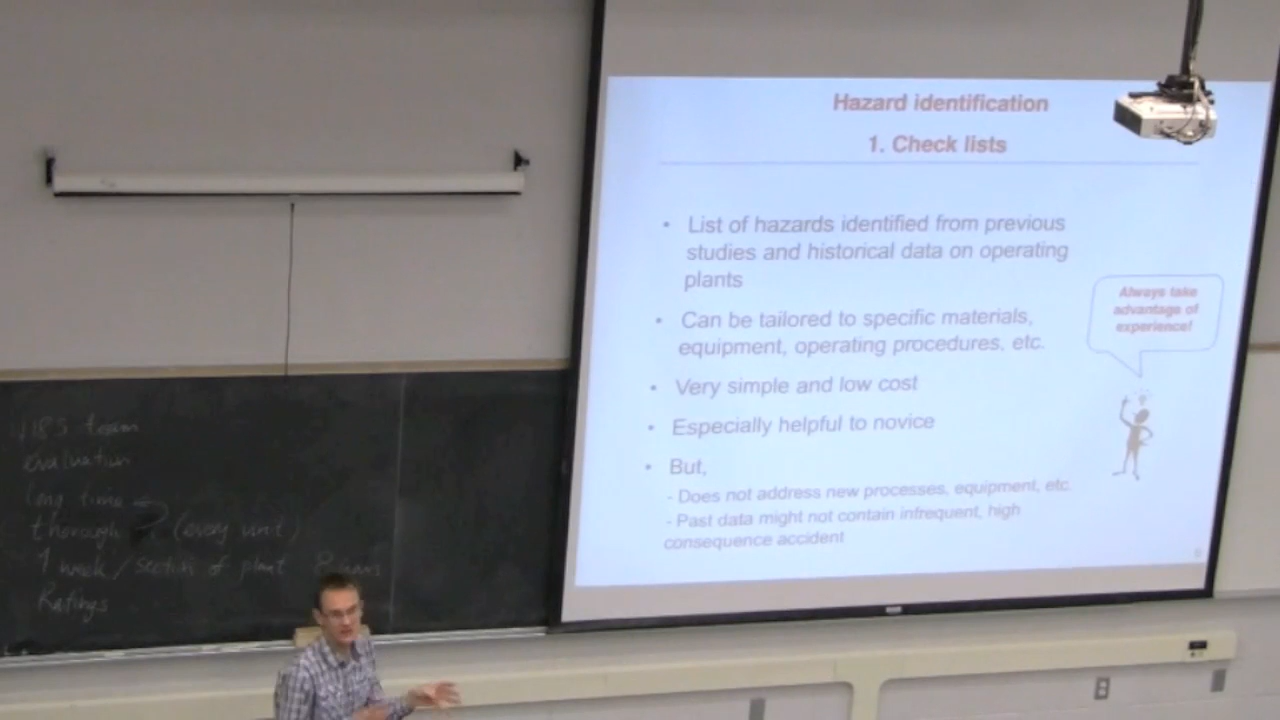 Hazard identification
1. Check lists
• List of hazards identified from previous
studies and historical data on operating
plants
• Can be tailored to specific materials,
equipment, operating procedures, etc.
• Very simple and low cost
• Especially helpful to novice
• But,
- Does not address new processes, equipment, etc.
- Past data might not contain infrequent, high
consequence accident
Always take
advantage of
experience!
team
evaluation
long time
thorough (every unit)
1 week / section of plant
Ratings